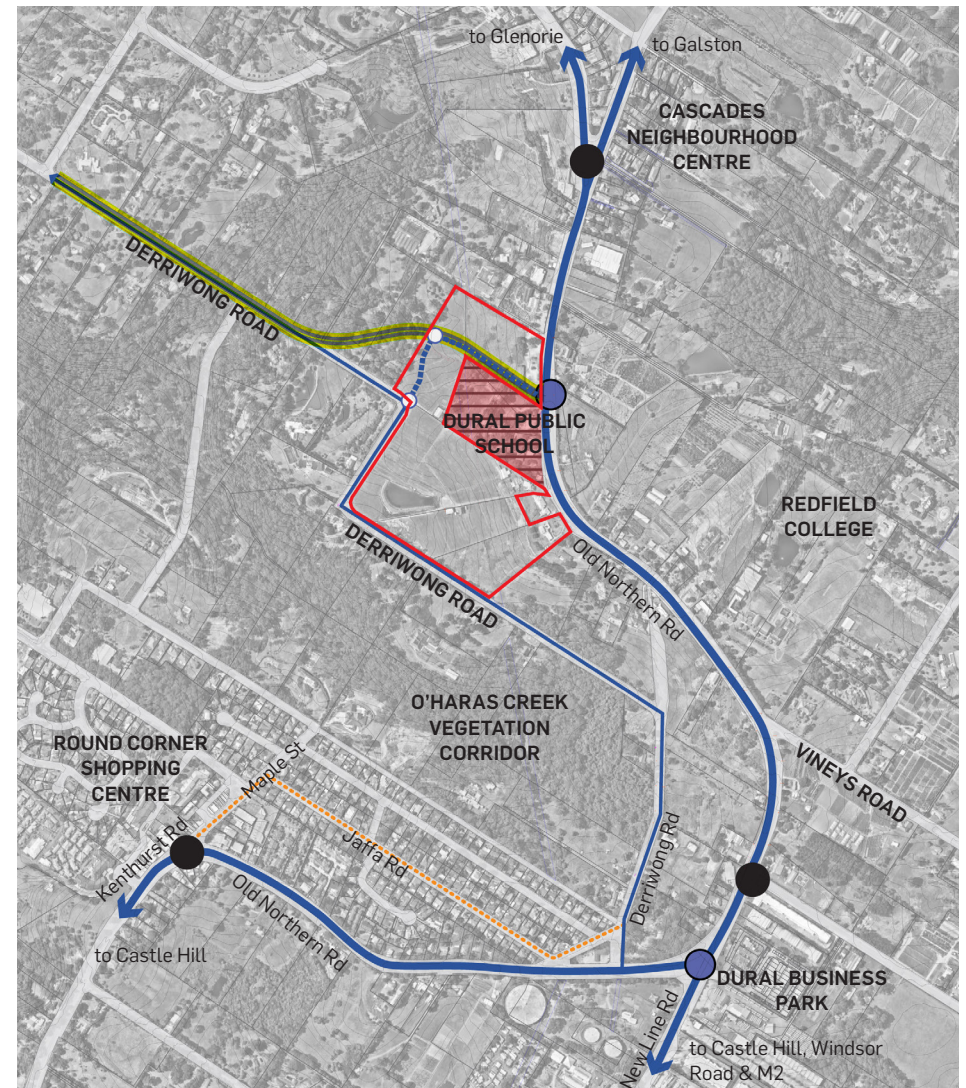 to Glenorie
to Galston
CASCADES
NEIGHBOURHOOD
CENTRE
DERRIWONG ROAD
DURAL PUBLIC
SCHOOL
REDFIELD
COLLEGE
Old Northern Rd
DERRIWONG ROAD
O'HARAS CREEK
VEGETATION
CORRIDOR
ROUND CORNER
SHOPPING
CENTRE
Maple St
VINEYS ROAD
Kenthurst Rd
Jaffa Rd
Derriwong Rd
Old Northern Rd
to Castle Hill
DURAL BUSINESS
PARK
New Line Rd
to Castle Hill, Windsor
Road & M2